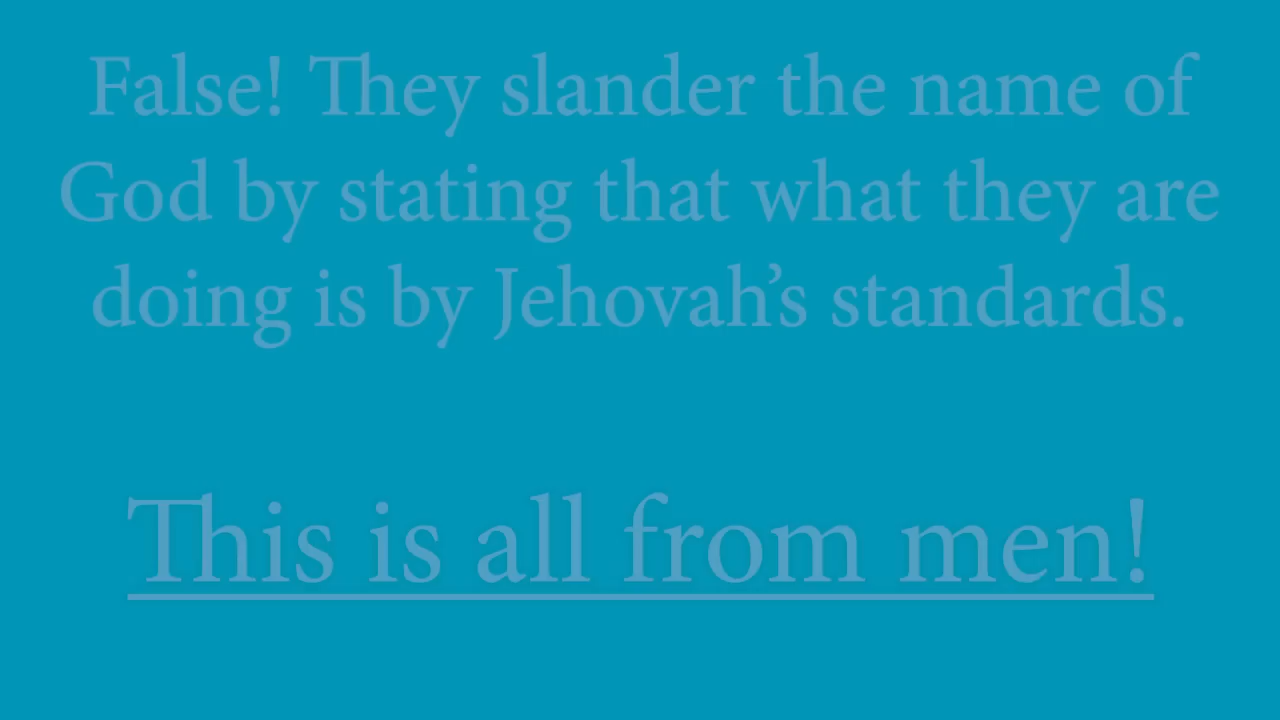 False! They slander the name of
God by stating that what they are
doing is by Jehovah’s standards.
This is all from men!